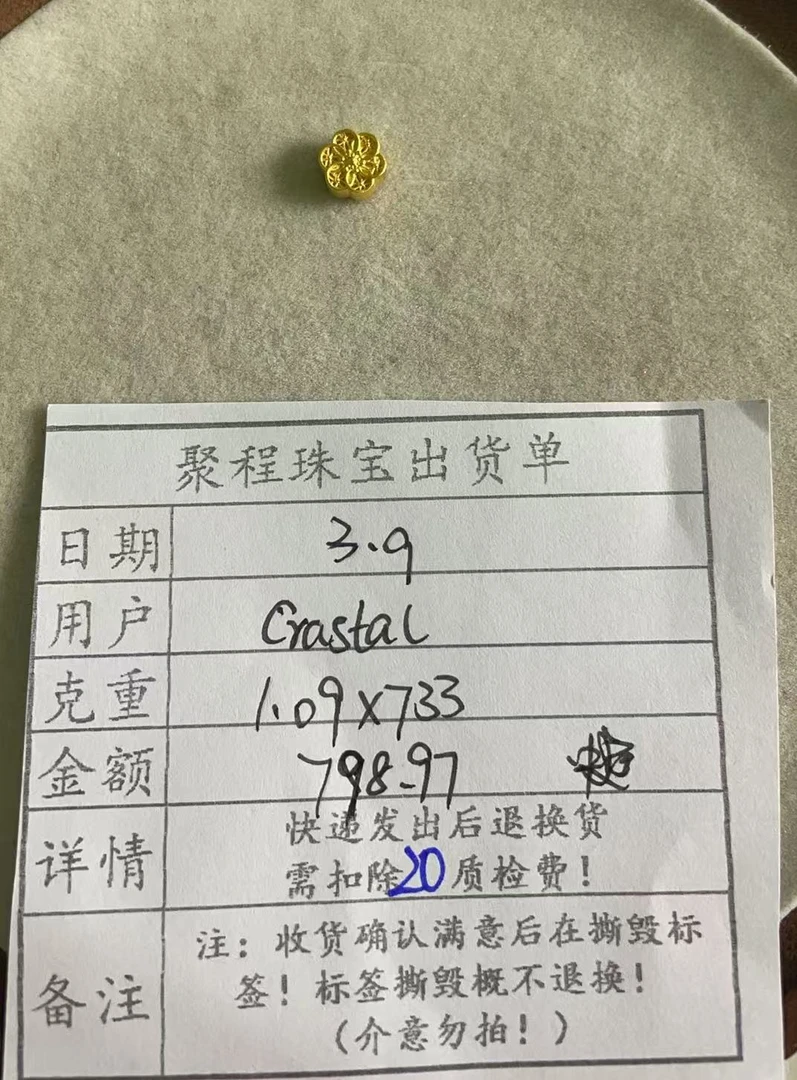 聚程珠宝出货单
日期 3.9
用户 Crastal
克重 1.09x733
金额 798.97
详情 快递发出后退换货
需扣除20质检费！
备注 注：收货确认满意后在撕毁标
签！标签撕毁概不退换！
（介意勿拍！）